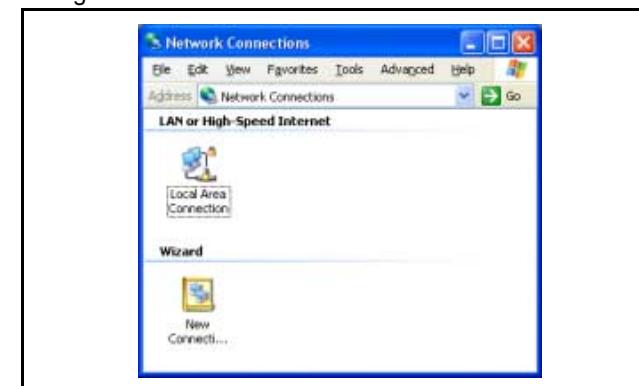 Network Connections
File Edit View Favorites Tools Advanced Help
Address Network Connections Go
LAN or High-Speed Internet
Local Area
Connection
Wizard
New
Connecti...